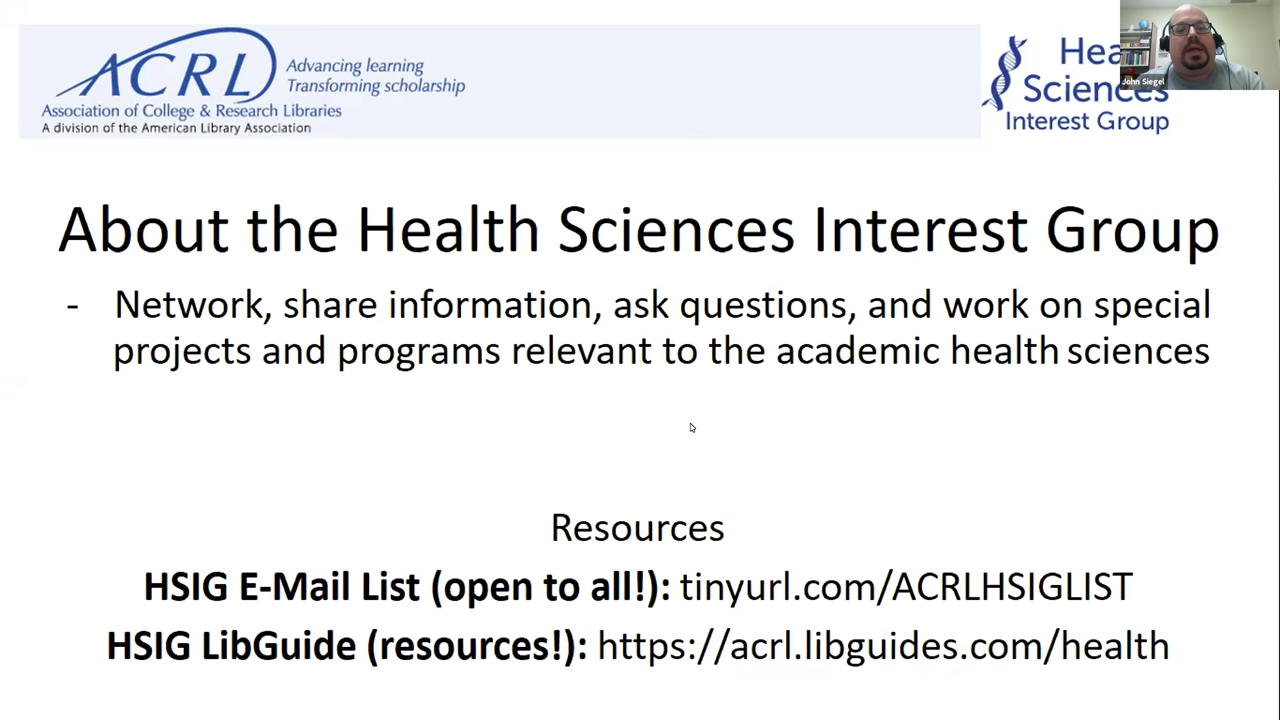 ACRL
Advancing learning
Transforming scholarship
Association of College & Research Libraries
A division of the American Library Association
Sciences
Interest Group
John Siegel
About the Health Sciences Interest Group
- Network, share information, ask questions, and work on special
projects and programs relevant to the academic health sciences
Resources
HSIG E-Mail List (open to all!): tinyurl.com/ACRLHSIGLIST
HSIG LibGuide (resources!): https://acrl.libguides.com/health